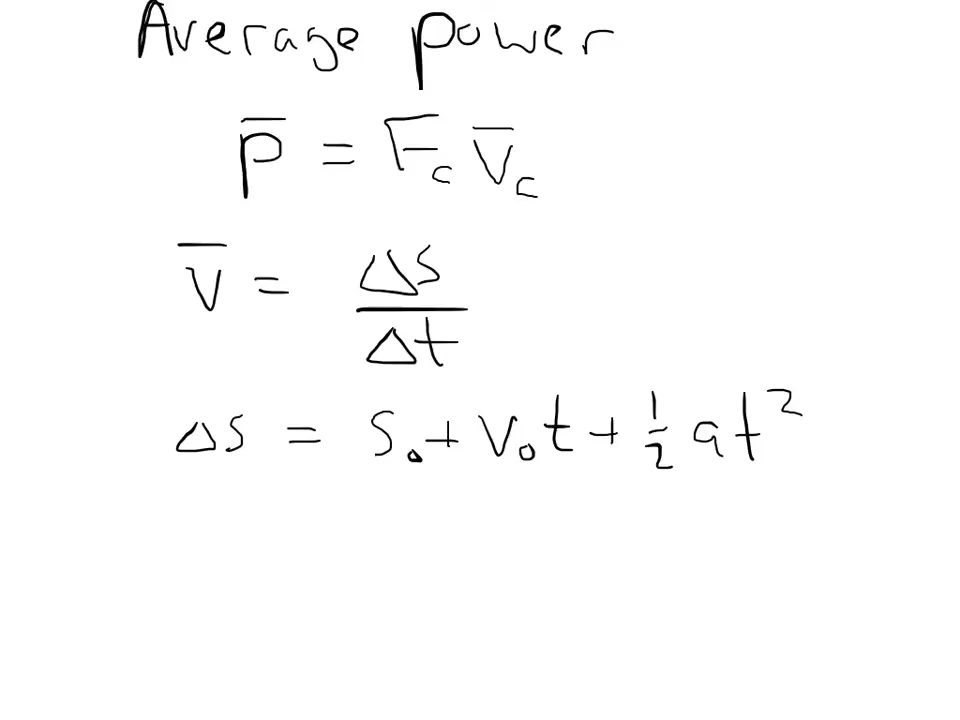 Average power
P̅ = F_c V̅_c
V̅ = Δs/Δt
Δs = s₀ + v₀t + ½at²